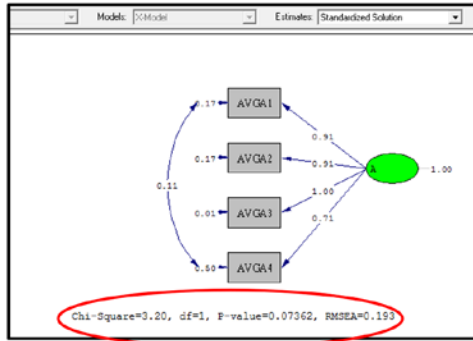 Models: X-Model Estimates: Standardized Solution
0.17 AVGA1
0.91
0.17 AVGA2 0.91 A 1.00
0.11
1.00
0.01 AVGA3
0.71
0.50 AVGA4
Chi-Square=3.20, df=1, P-value=0.07362, RMSEA=0.193